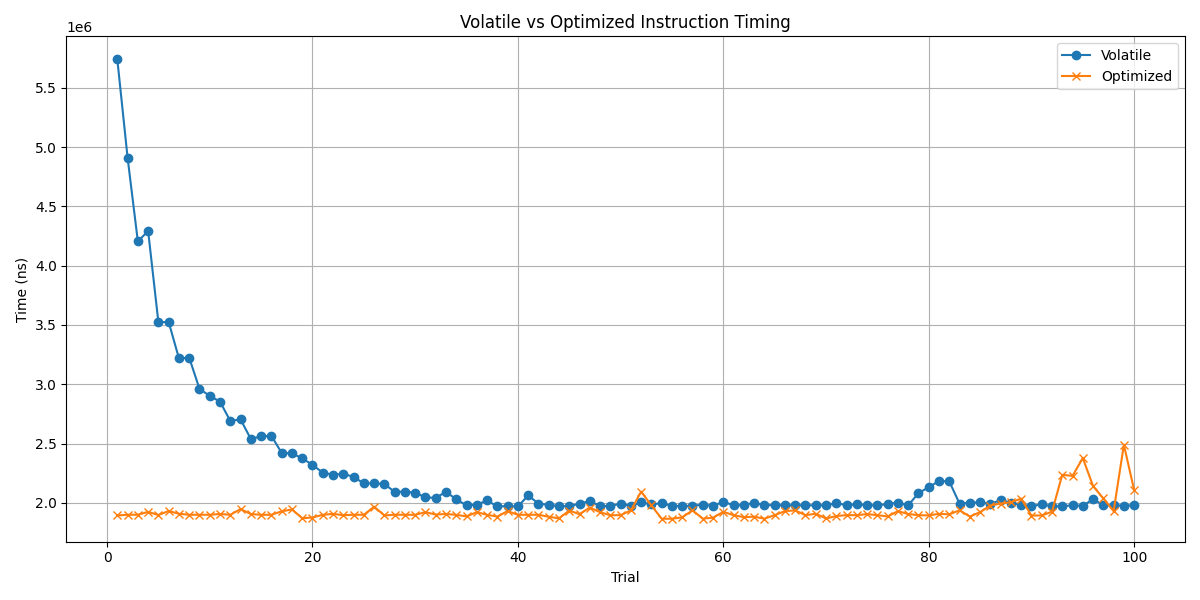 Volatile vs Optimized Instruction Timing
1e6
Volatile
Optimized
5.5
5.0
4.5
4.0
3.5
3.0
2.5
2.0
Time (ns)
0 20 40 60 80 100
Trial